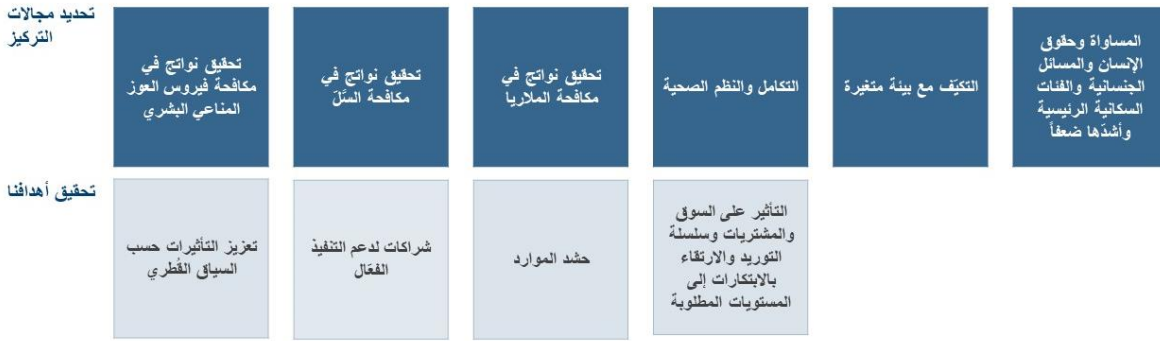 تحديد مجالات
التركيز
تحقيق نواتج في
مكافحة فيروس العوز
المناعي البشري
تحقيق نواتج في
مكافحة السَّلّ
تحقيق نواتج في
مكافحة الملاريا
التكامل والنظم الصحية
التكيّف مع بيئة متغيرة
المساواة وحقوق
الإنسان والمسائل
الجنسانية والفئات
السكانية الرئيسية
وأشدّها ضعفاً
تحقيق أهدافنا
تعزيز التأثيرات حسب
السياق القُطري
شراكات لدعم التنفيذ
الفعّال
حشد الموارد
التأثير على السوق
والمشتريات وسلسلة
التوريد والارتقاء
بالابتكارات إلى
المستويات المطلوبة